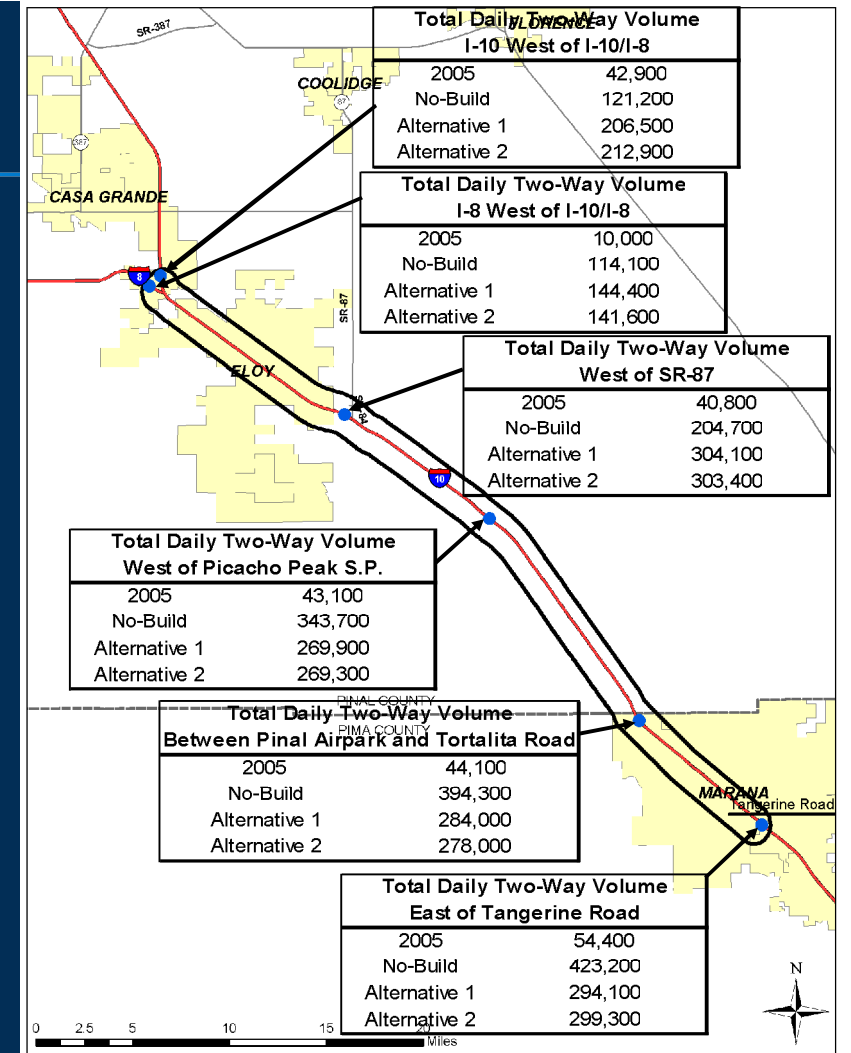 SR-387
Total Daily Two-Way Volume
FLORENCE
I-10 West of I-10/I-8
2005 42,900
No-Build 121,200
Alternative 1 206,500
Alternative 2 212,900
COOLIDGE
87
387
CASA GRANDE
Total Daily Two-Way Volume
I-8 West of I-10/I-8
2005 10,000
No-Build 114,100
Alternative 1 144,400
Alternative 2 141,600
8
SR-87
ELOY
Total Daily Two-Way Volume
West of SR-87
2005 40,800
No-Build 204,700
Alternative 1 304,100
Alternative 2 303,400
10
Total Daily Two-Way Volume
West of Picacho Peak S.P.
2005 43,100
No-Build 343,700
Alternative 1 269,900
Alternative 2 269,300
PINAL COUNTY
PIMA COUNTY
Total Daily Two-Way Volume
Between Pinal Airpark and Tortalita Road
2005 44,100
No-Build 394,300
Alternative 1 284,000
Alternative 2 278,000
MARANA
Tangerine Road
Total Daily Two-Way Volume
East of Tangerine Road
2005 54,400
No-Build 423,200
Alternative 1 294,100
Alternative 2 299,300
N
0 2.5 5 10 15 20
Miles